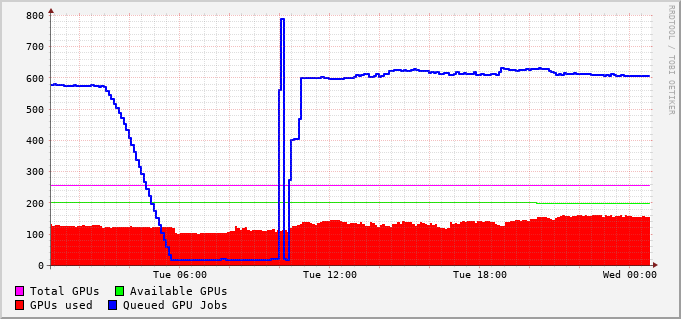 800
700
600
500
400
300
200
100
0
Tue 06:00 Tue 12:00 Tue 18:00 Wed 00:00
Total GPUs Available GPUs
GPUs used Queued GPU Jobs
RRDTOOL / TOBI OETIKER